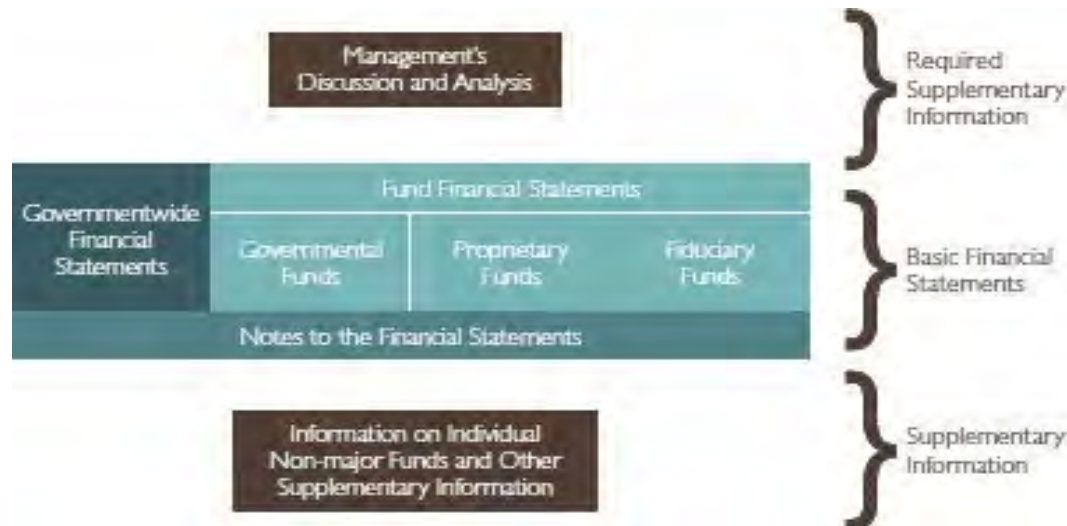 Management's
Discussion and Analysis
Required
Supplementary
Information
Governmentwide
Financial
Statements
Fund Financial Statements
Governmental
Funds
Proprietary
Funds
Fiduciary
Funds
Basic Financial
Statements
Notes to the Financial Statements
Information on Individual
Non-major Funds and Other
Supplementary Information
Supplementary
Information